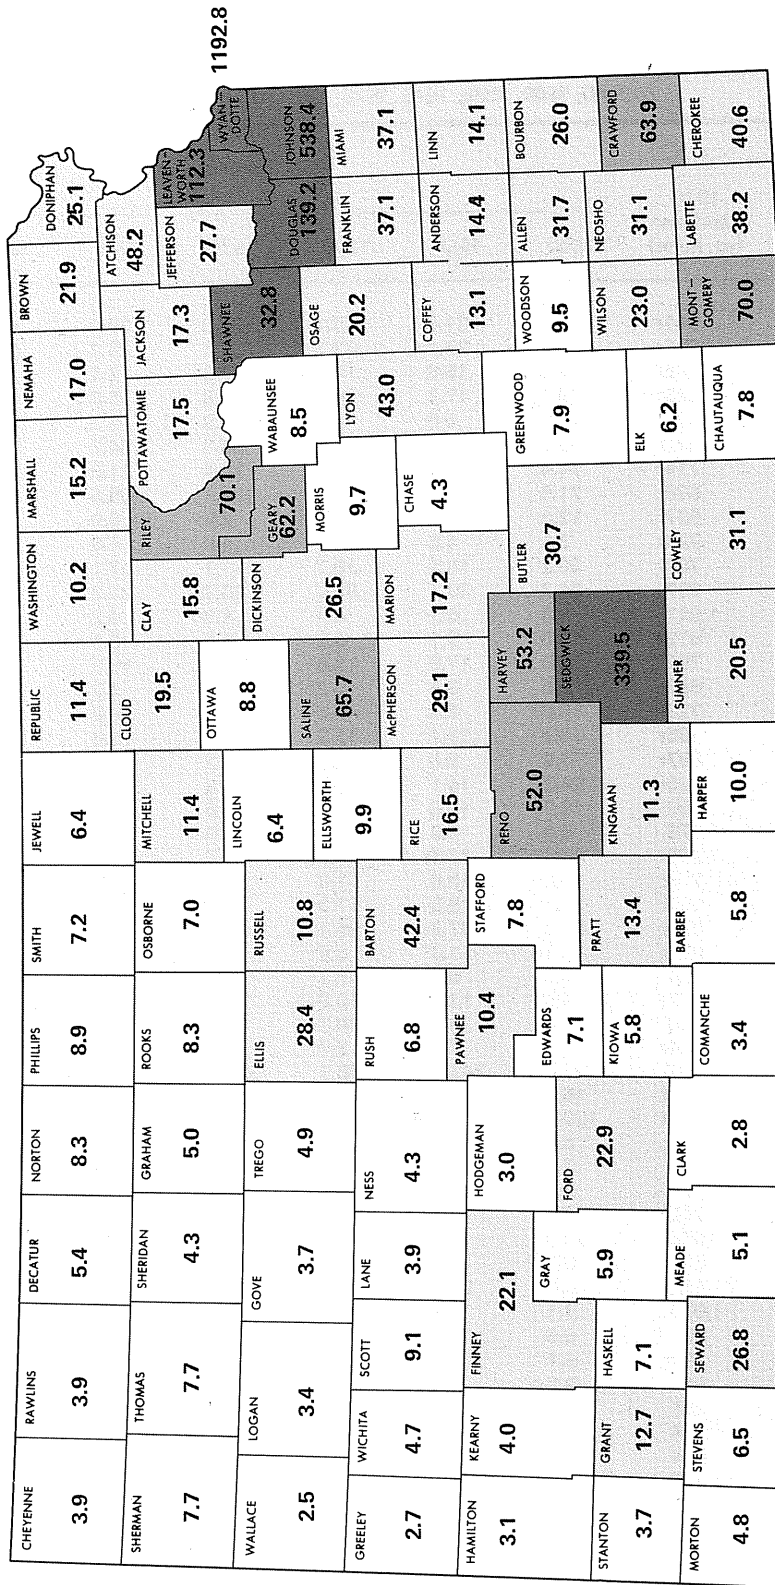 CHEYENNE
3.9
RAWLINS
3.9
DECATUR
5.4
NORTON
8.3
PHILLIPS
8.9
SMITH
7.2
JEWELL
6.4
REPUBLIC
11.4
WASHINGTON
10.2
MARSHALL
15.2
NEMAHA
17.0
BROWN
21.9
DONIPHAN
25.1
SHERMAN
7.7
THOMAS
7.7
SHERIDAN
4.3
GRAHAM
5.0
ROOKS
8.3
OSBORNE
7.0
MITCHELL
11.4
CLOUD
19.5
CLAY
15.8
RILEY
70.1
POTTAWATOMIE
17.5
JACKSON
17.3
ATCHISON
48.2
JEFFERSON
27.7
LEAVEN-
WORTH
112.3
WYAN-
DOTTE
1192.8
WALLACE
2.5
LOGAN
3.4
GOVE
3.7
TREGO
4.9
ELLIS
28.4
RUSSELL
10.8
LINCOLN
6.4
OTTAWA
8.8
SALINE
65.7
DICKINSON
26.5
GEARY
62.2
WABAUNSEE
8.5
SHAWNEE
32.8
DOUGLAS
139.2
JOHNSON
538.4
GREELEY
2.7
WICHITA
4.7
SCOTT
9.1
LANE
3.9
NESS
4.3
RUSH
6.8
BARTON
42.4
ELLSWORTH
9.9
RICE
16.5
McPHERSON
29.1
MARION
17.2
MORRIS
9.7
CHASE
4.3
LYON
43.0
OSAGE
20.2
FRANKLIN
37.1
MIAMI
37.1
HAMILTON
3.1
KEARNY
4.0
FINNEY
22.1
HODGEMAN
3.0
PAWNEE
10.4
STAFFORD
7.8
RENO
52.0
HARVEY
53.2
BUTLER
30.7
GREENWOOD
7.9
COFFEY
13.1
ANDERSON
14.4
LINN
14.1
GRAY
5.9
FORD
22.9
EDWARDS
7.1
SEDGWICK
339.5
WOODSON
9.5
ALLEN
31.7
BOURBON
26.0
STANTON
3.7
GRANT
12.7
HASKELL
7.1
KIOWA
5.8
PRATT
13.4
KINGMAN
11.3
ELK
6.2
WILSON
23.0
NEOSHO
31.1
CRAWFORD
63.9
MORTON
4.8
STEVENS
6.5
SEWARD
26.8
MEADE
5.1
CLARK
2.8
COMANCHE
3.4
BARBER
5.8
HARPER
10.0
SUMNER
20.5
COWLEY
31.1
CHAUTAUQUA
7.8
MONT-
GOMERY
70.0
LABETTE
38.2
CHEROKEE
40.6